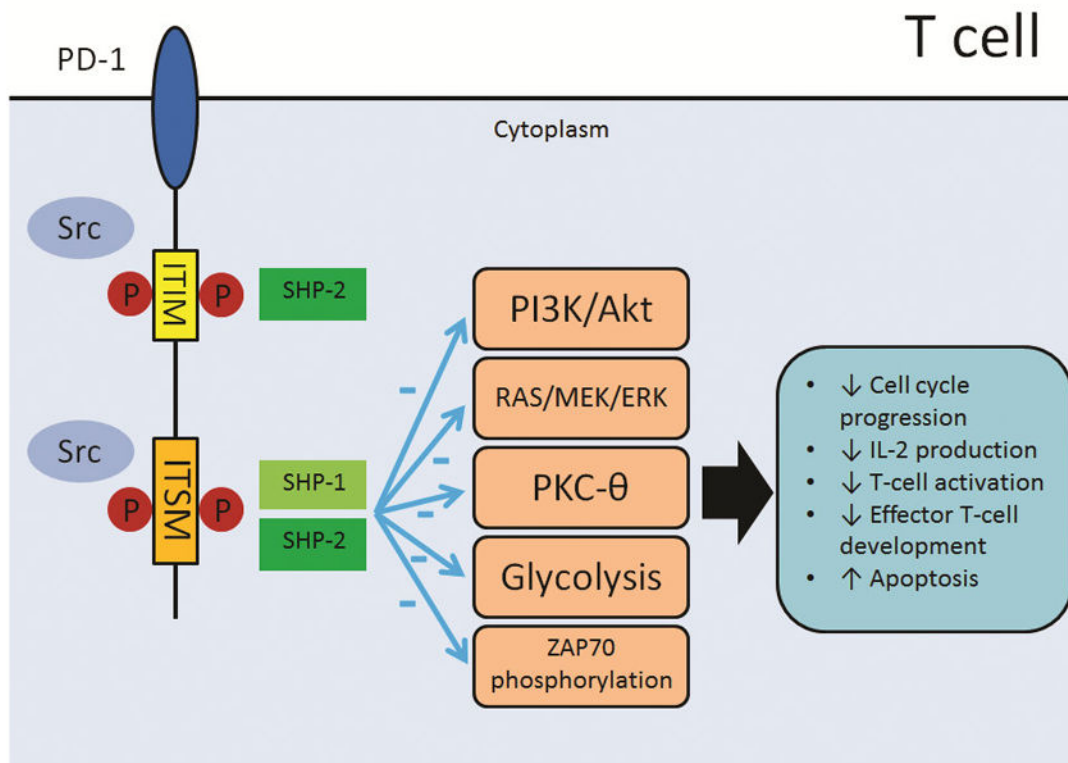 T cell
PD-1
Cytoplasm
Src
P
ITIM
P
SHP-2
Src
P
ITSM
P
SHP-1
SHP-2
-
-
-
-
-
PI3K/Akt
RAS/MEK/ERK
PKC-θ
Glycolysis
ZAP70
phosphorylation
• ↓ Cell cycle
progression
• ↓ IL-2 production
• ↓ T-cell activation
• ↓ Effector T-cell
development
• ↑ Apoptosis